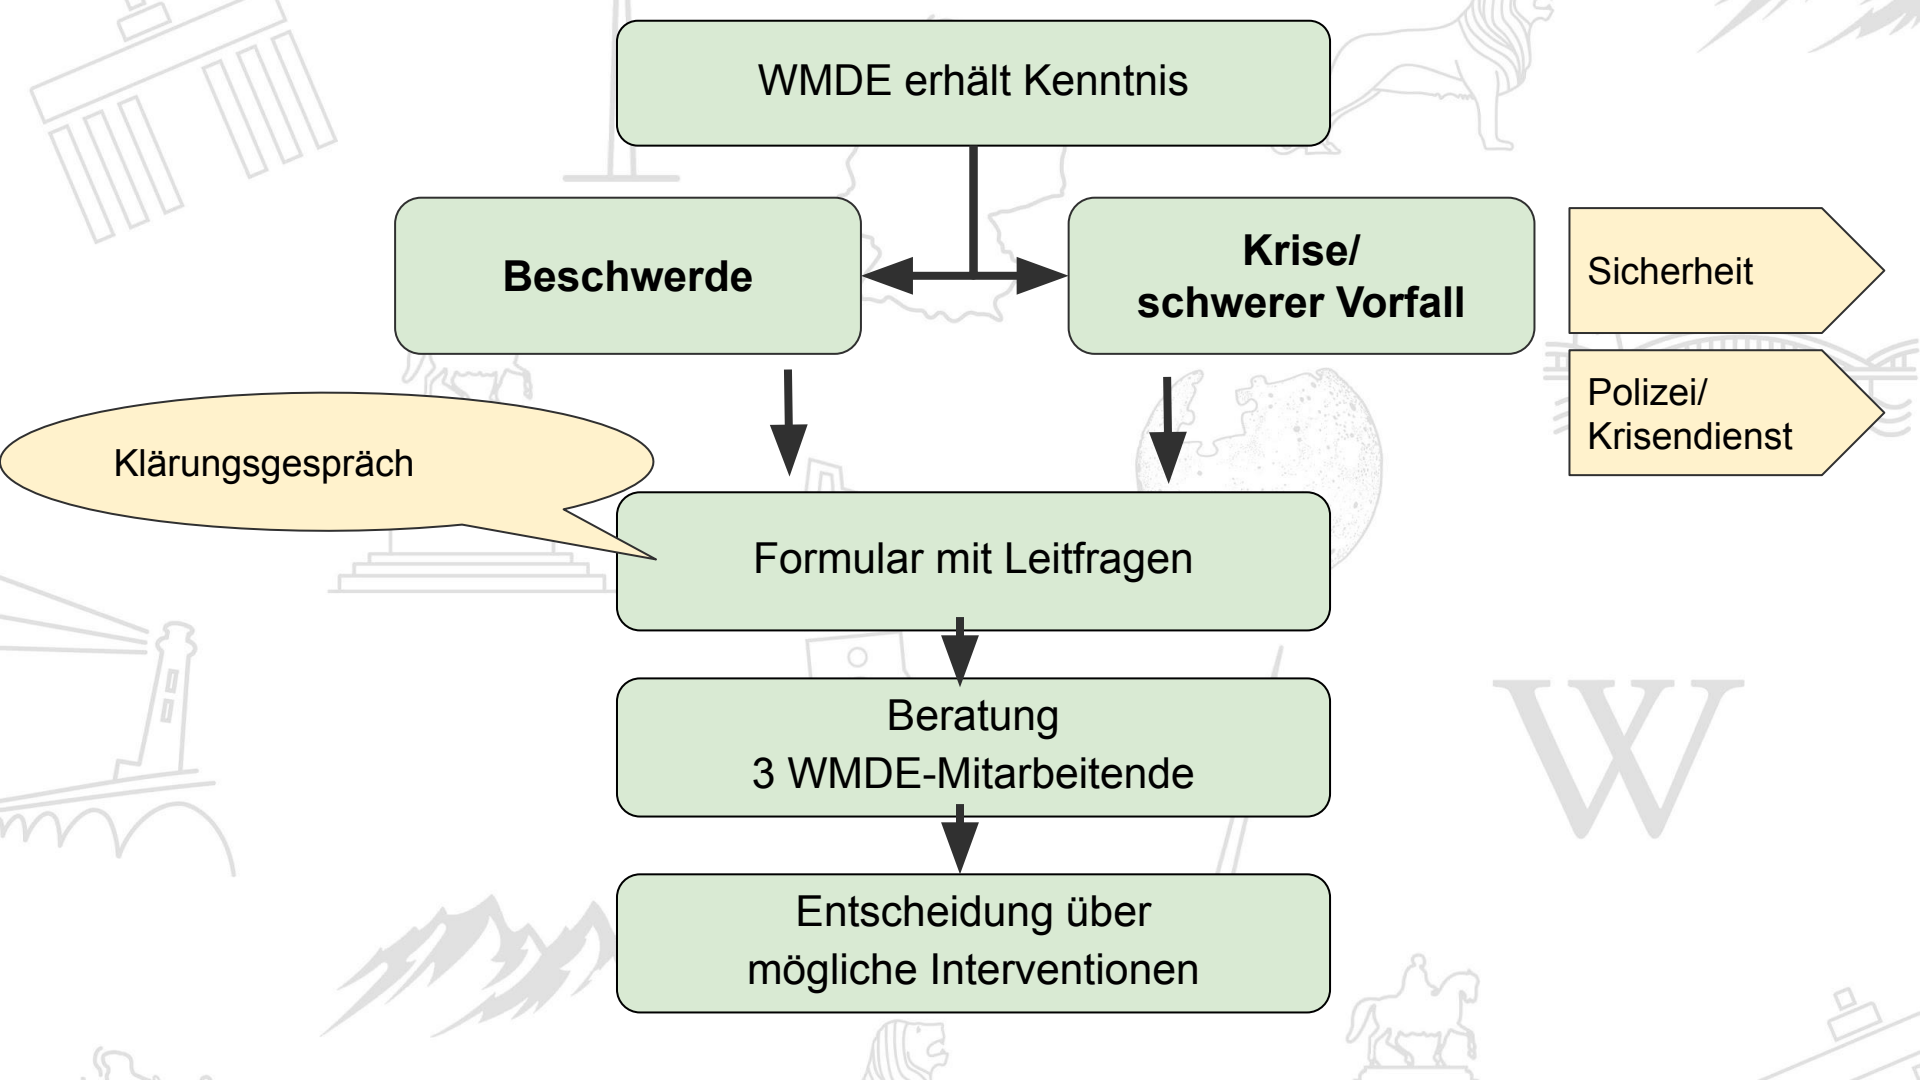 WMDE erhält Kenntnis
Beschwerde
Krise/
schwerer Vorfall
Sicherheit
Polizei/
Krisendienst
Klärungsgespräch
Formular mit Leitfragen
Beratung
3 WMDE-Mitarbeitende
Entscheidung über
mögliche Interventionen
W